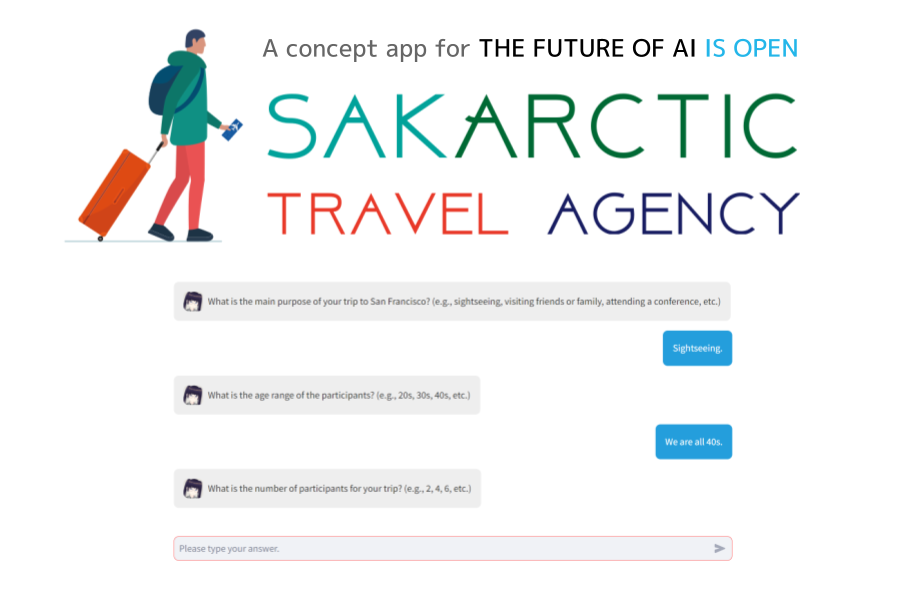 A concept app for THE FUTURE OF AI IS OPEN
SAKARCTIC
TRAVEL AGENCY
What is the main purpose of your trip to San Francisco? (e.g., sightseeing, visiting friends or family, attending a conference, etc.)
Sightseeing.
What is the age range of the participants? (e.g., 20s, 30s, 40s, etc.)
We are all 40s.
What is the number of participants for your trip? (e.g., 2, 4, 6, etc.)
Please type your answer.